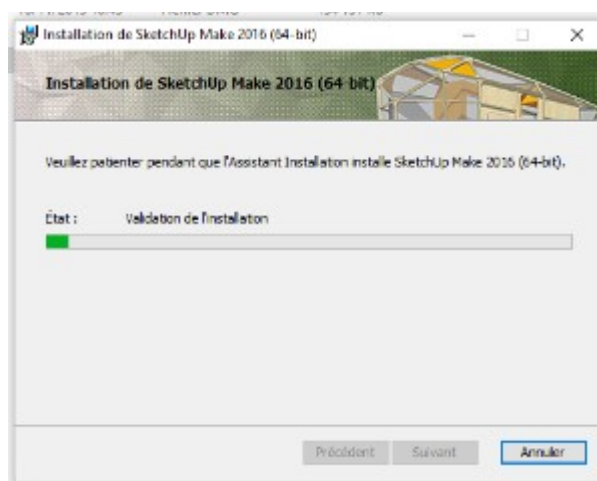 Installation de SketchUp Make 2016 (64-bit)
Installation de SketchUp Make 2016 (64-bit)
Veuillez patienter pendant que l'Assistant Installation installe SketchUp Make 2016 (64-bit).
État : Validation de l'installation
Précédent Suivant Annuler